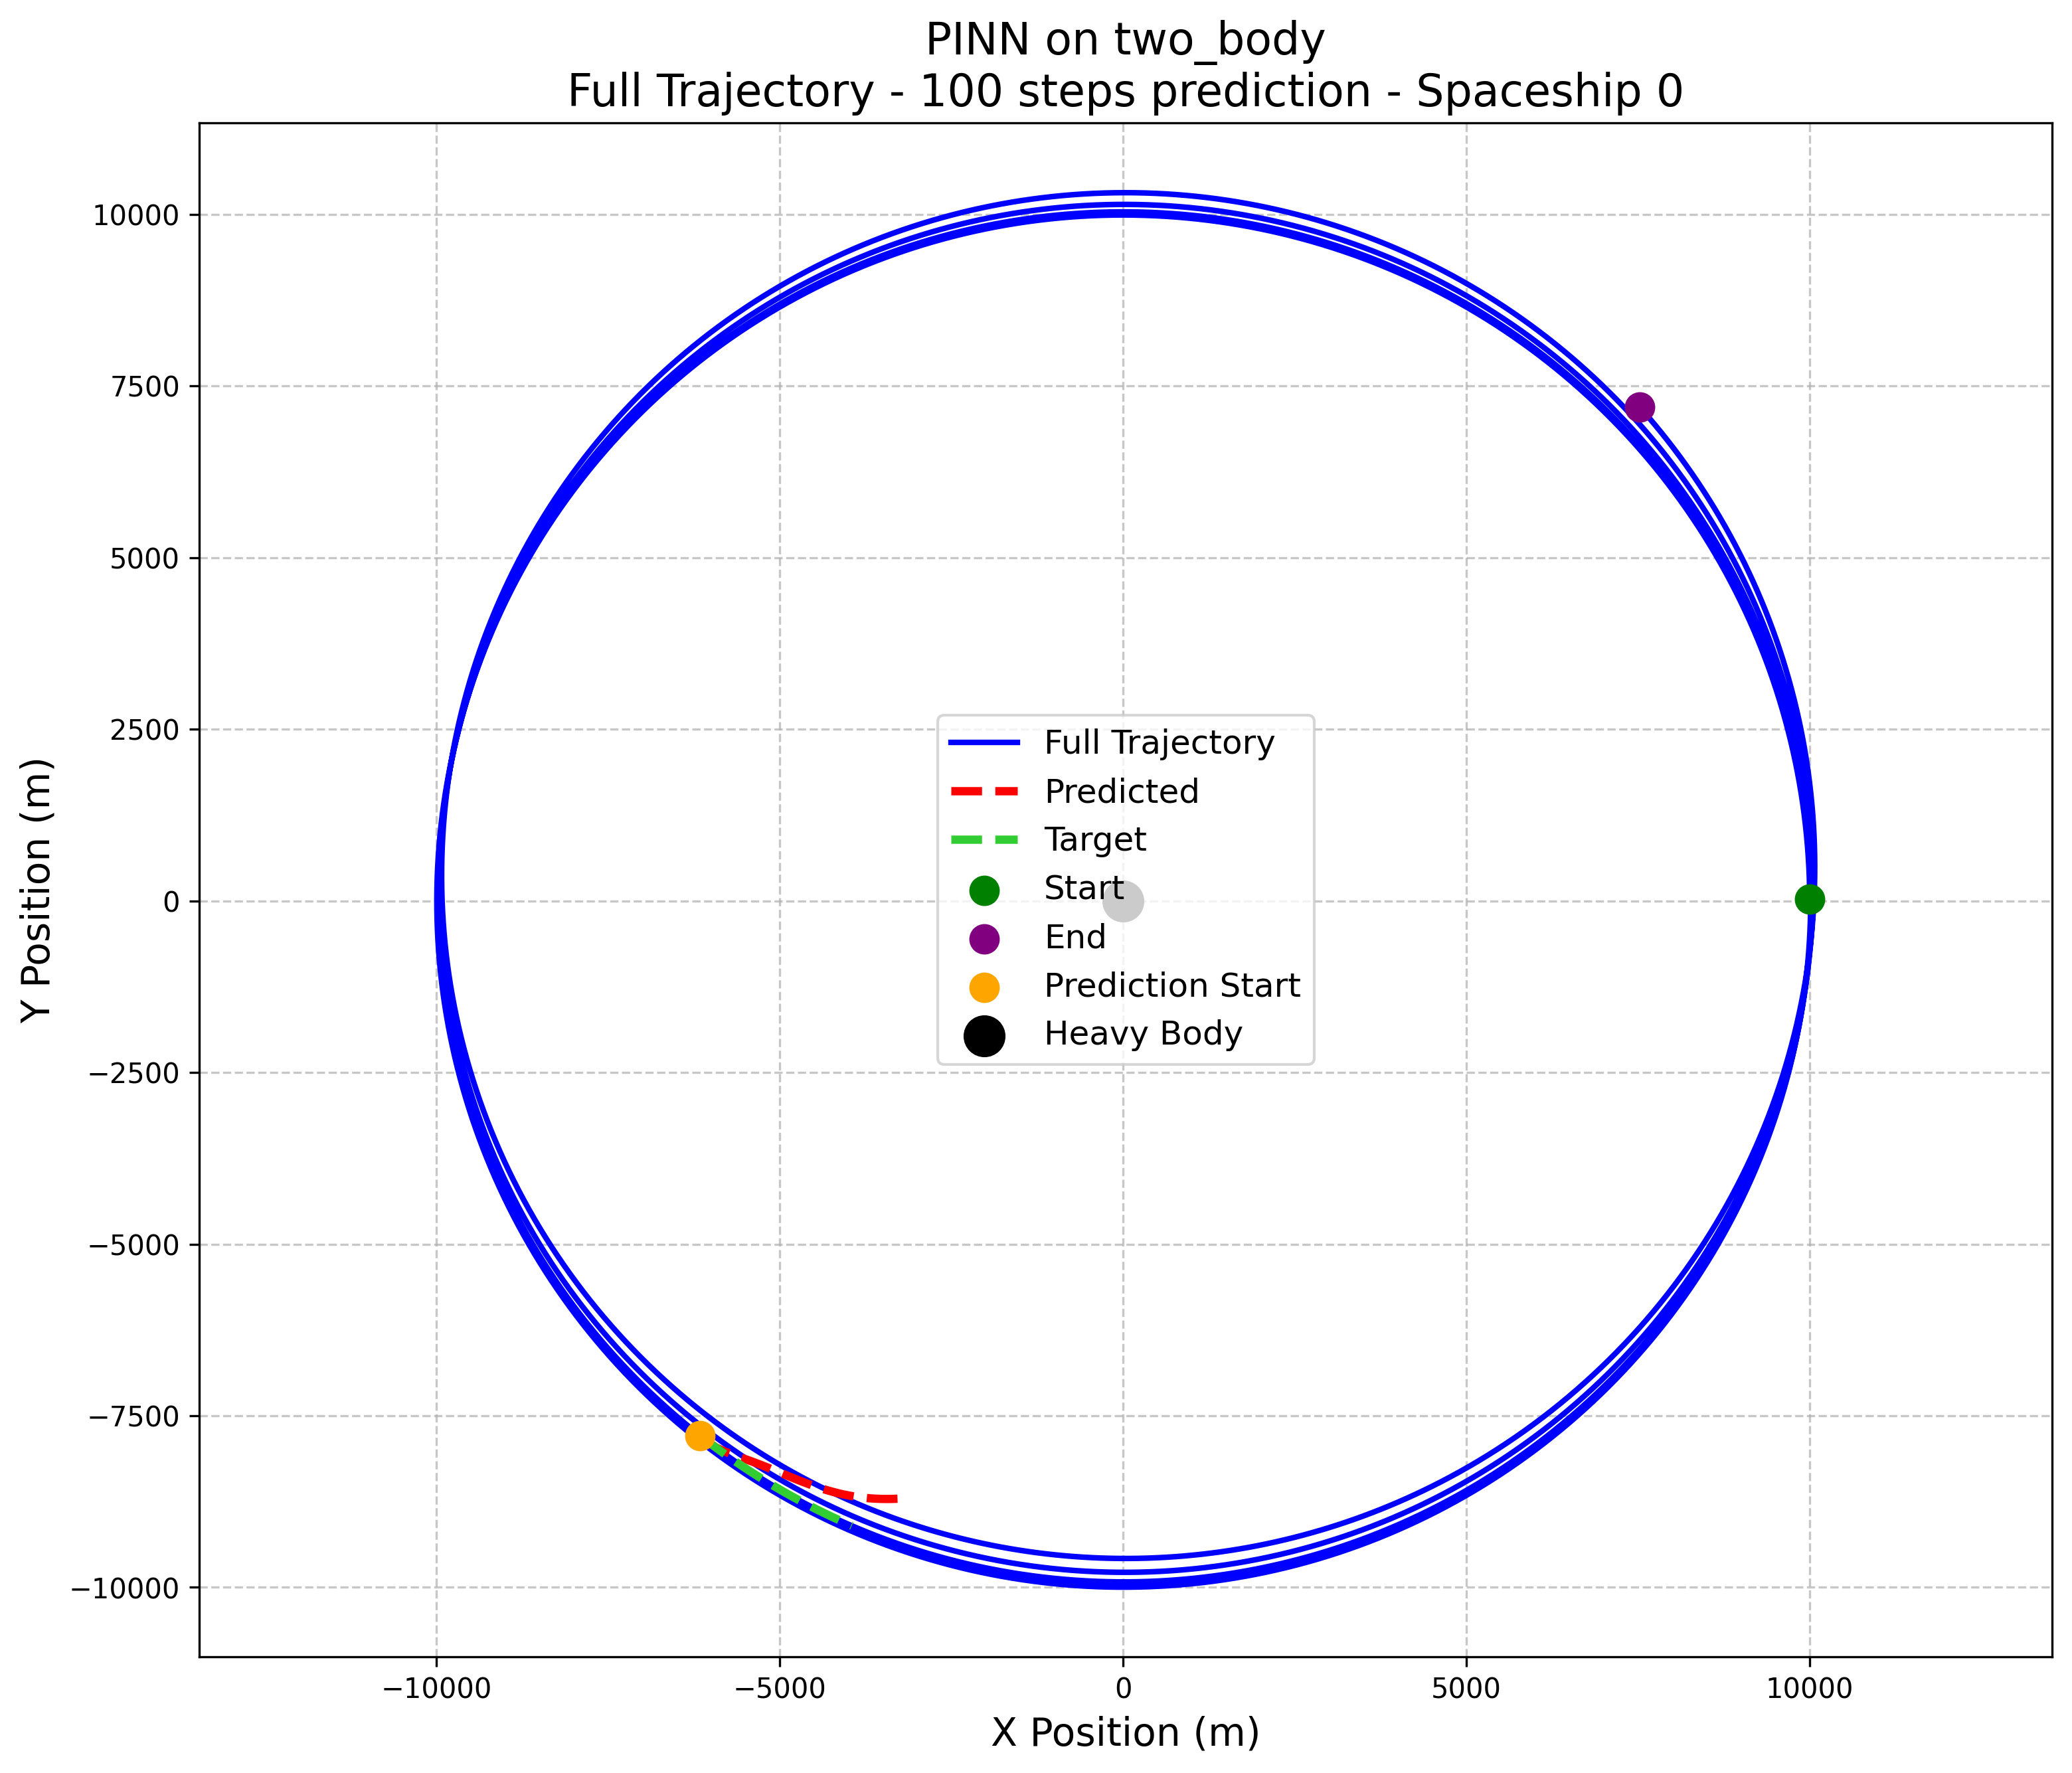 PINN on two_body
Full Trajectory - 100 steps prediction - Spaceship 0
10000
7500
5000
2500
0
−2500
−5000
−7500
−10000
Y Position (m)
Full Trajectory
Predicted
Target
Start
End
Prediction Start
Heavy Body
−10000
−5000
0
5000
10000
X Position (m)